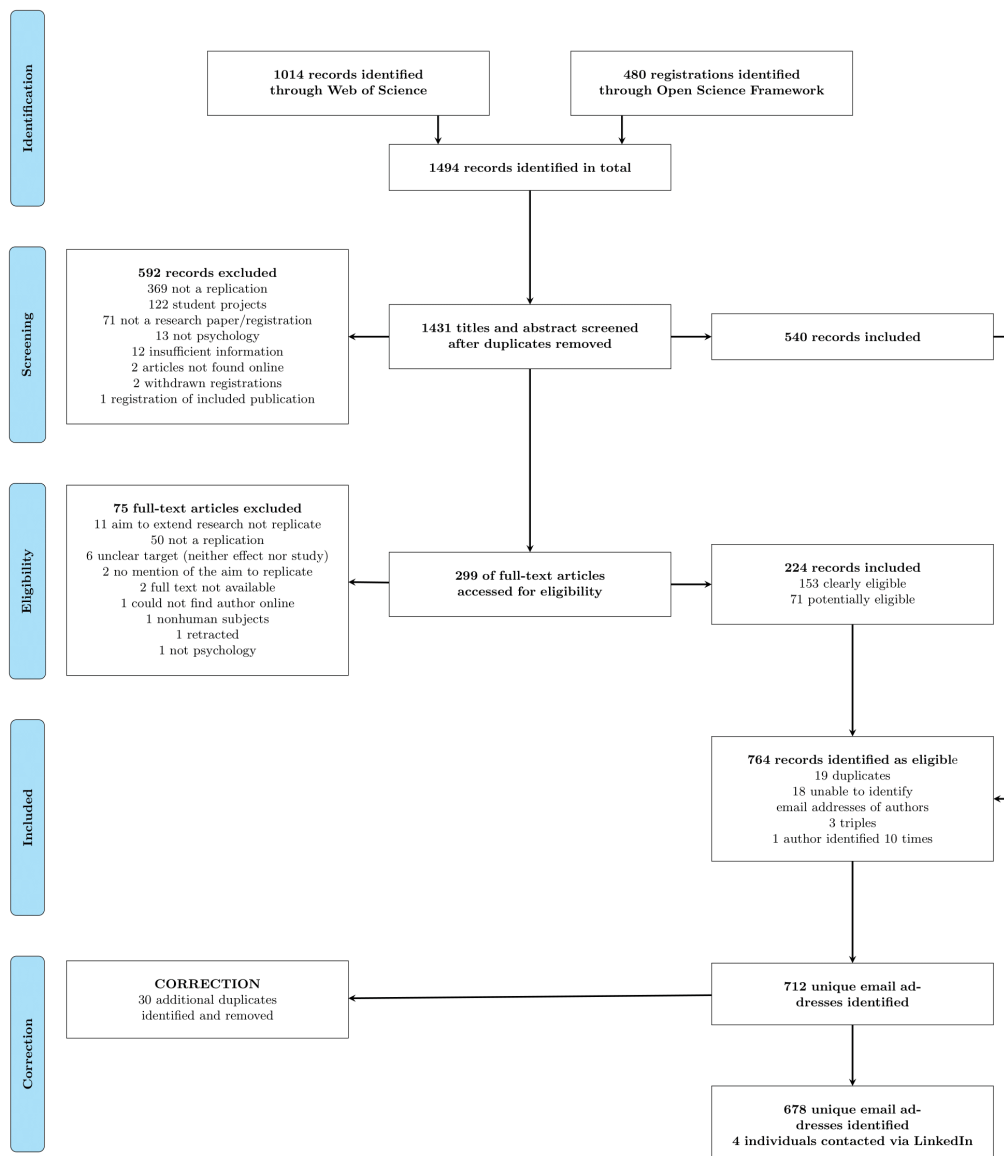 Identification
1014 records identified
through Web of Science
480 registrations identified
through Open Science Framework
1494 records identified in total
Screening
592 records excluded
369 not a replication
122 student projects
71 not a research paper/registration
13 not psychology
12 insufficient information
2 articles not found online
2 withdrawn registrations
1 registration of included publication
1431 titles and abstract screened
after duplicates removed
540 records included
Eligibility
75 full-text articles excluded
11 aim to extend research not replicate
50 not a replication
6 unclear target (neither effect nor study)
2 no mention of the aim to replicate
2 full text not available
1 could not find author online
1 nonhuman subjects
1 retracted
1 not psychology
299 of full-text articles
accessed for eligibility
224 records included
153 clearly eligible
71 potentially eligible
Included
764 records identified as eligible
19 duplicates
18 unable to identify
email addresses of authors
3 triples
1 author identified 10 times
Correction
CORRECTION
30 additional duplicates
identified and removed
712 unique email ad-
dresses identified
678 unique email ad-
dresses identified
4 individuals contacted via LinkedIn